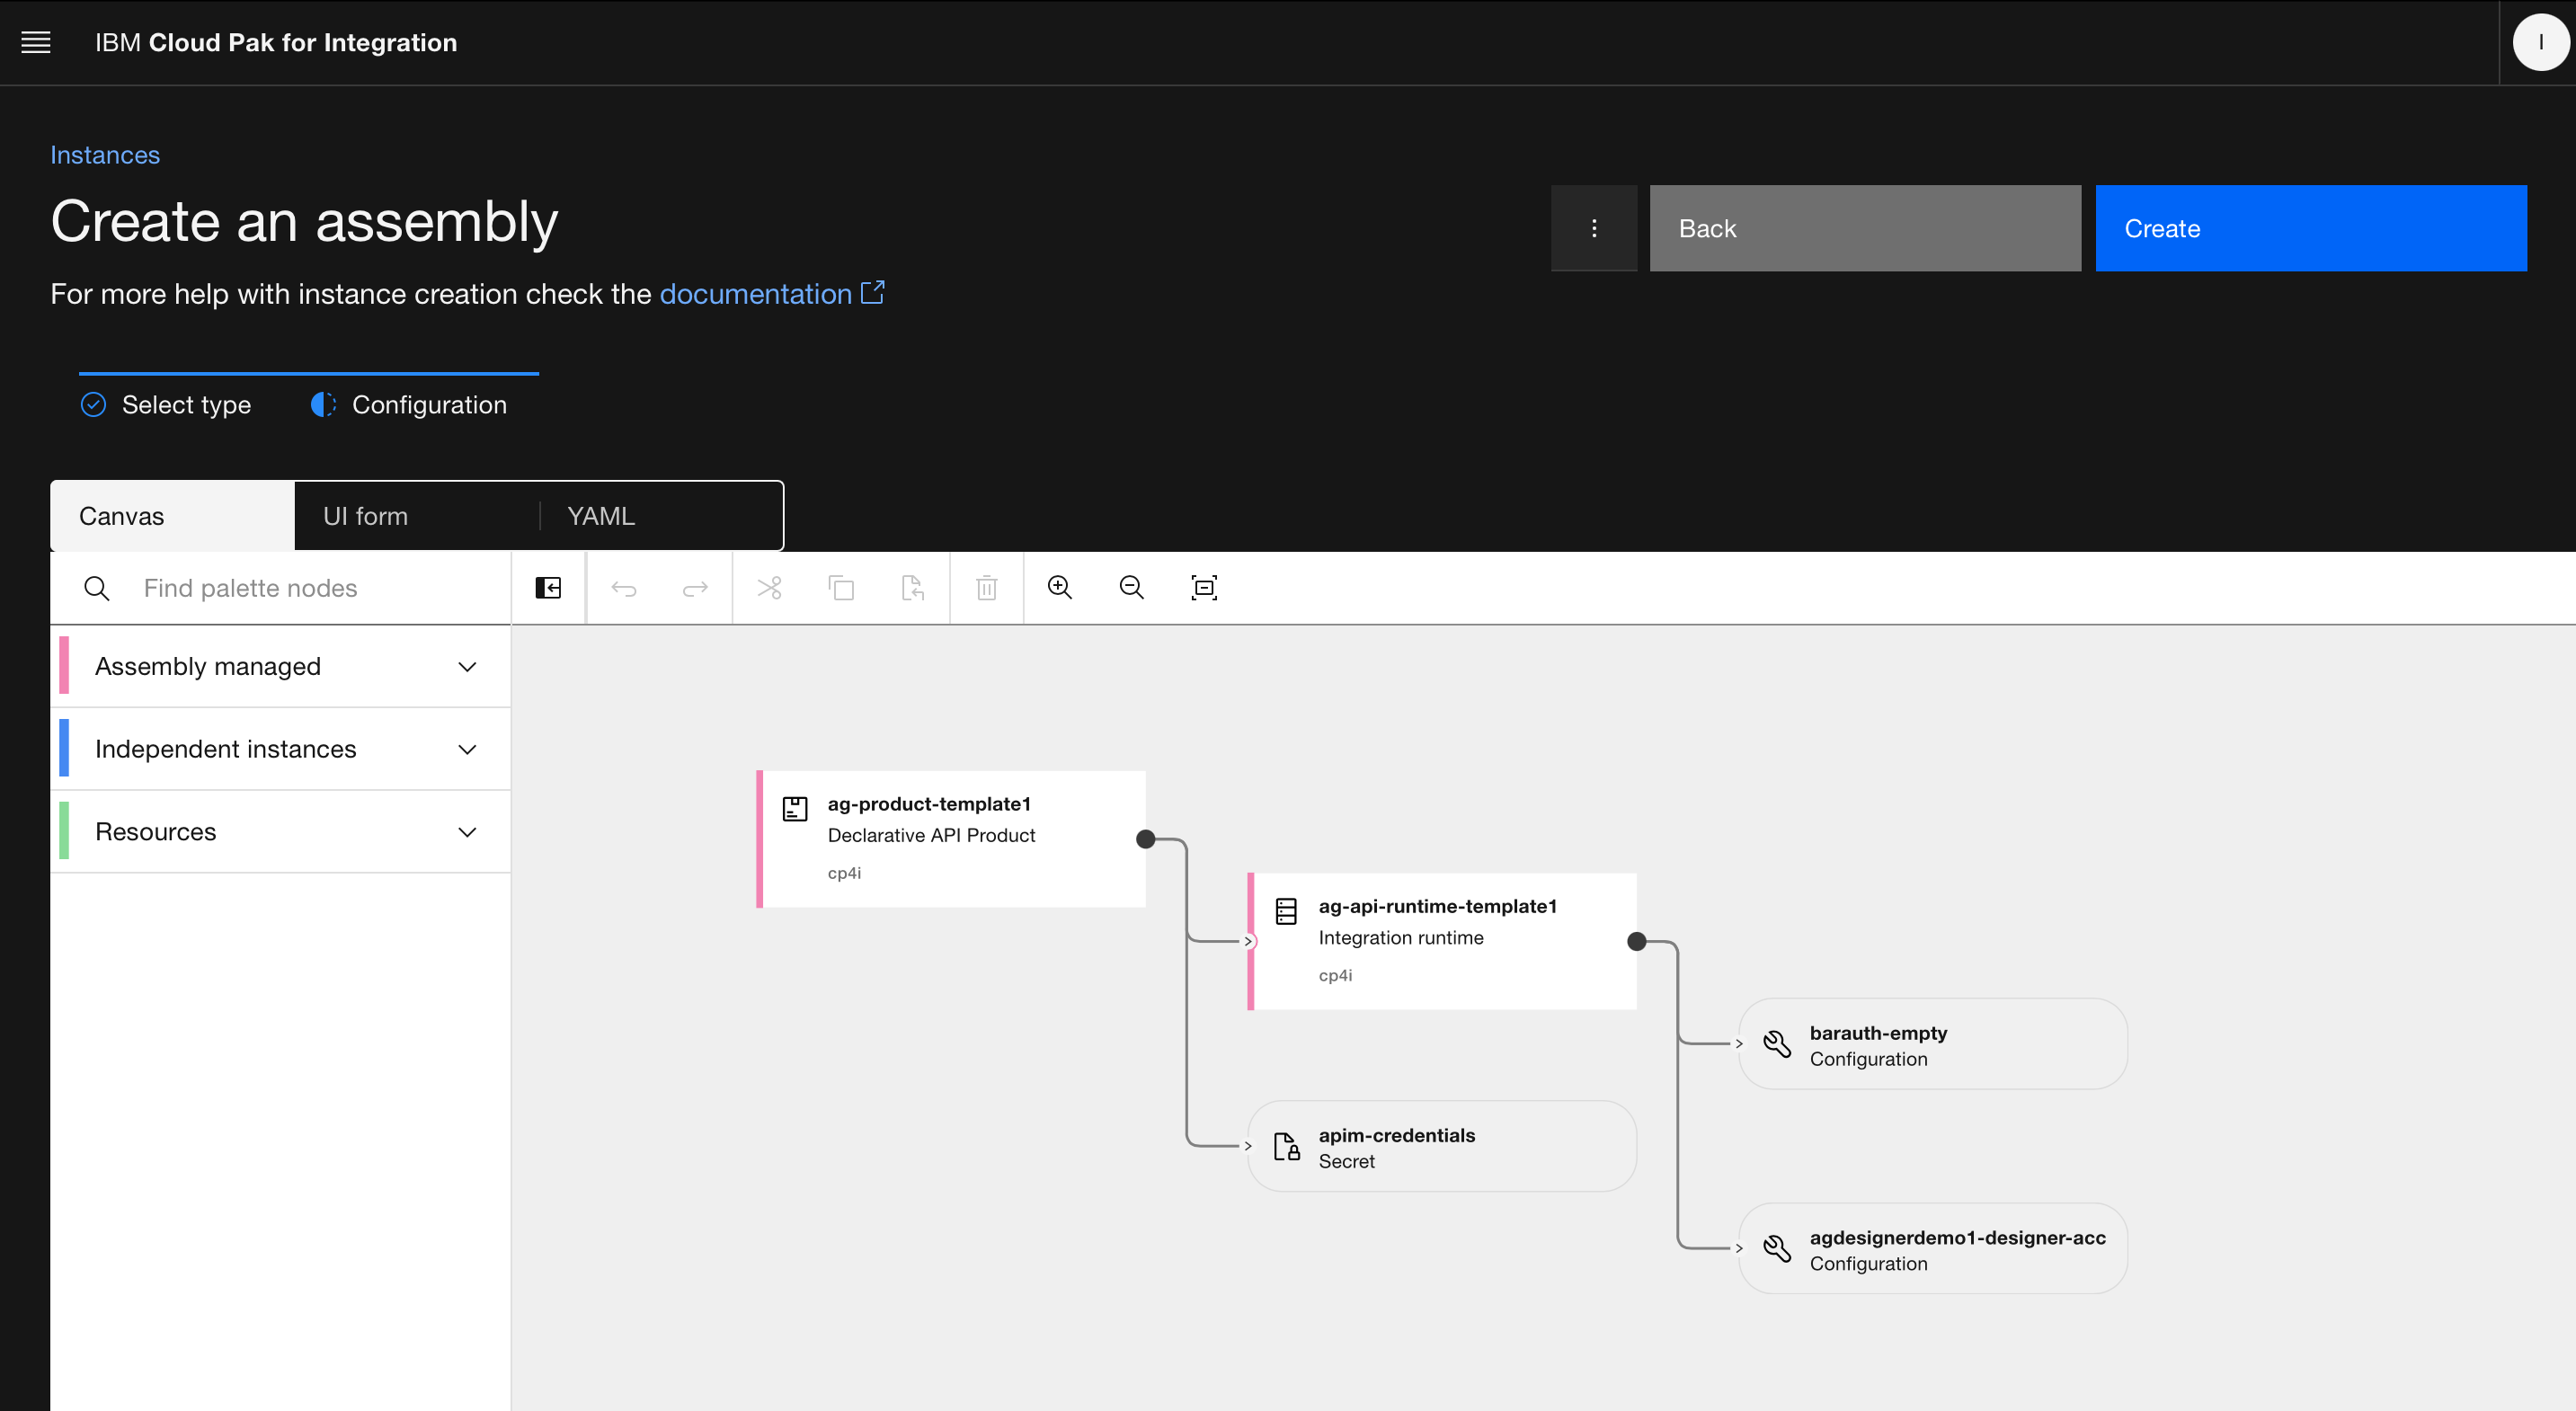 IBM Cloud Pak for Integration
I
Instances
Create an assembly
Back
Create
For more help with instance creation check the documentation
Select type
Configuration
Canvas
UI form
YAML
Find palette nodes
Assembly managed
Independent instances
Resources
ag-product-template1
Declarative API Product
cp4i
ag-api-runtime-template1
Integration runtime
cp4i
barauth-empty
Configuration
apim-credentials
Secret
agdesignerdemo1-designer-acc
Configuration